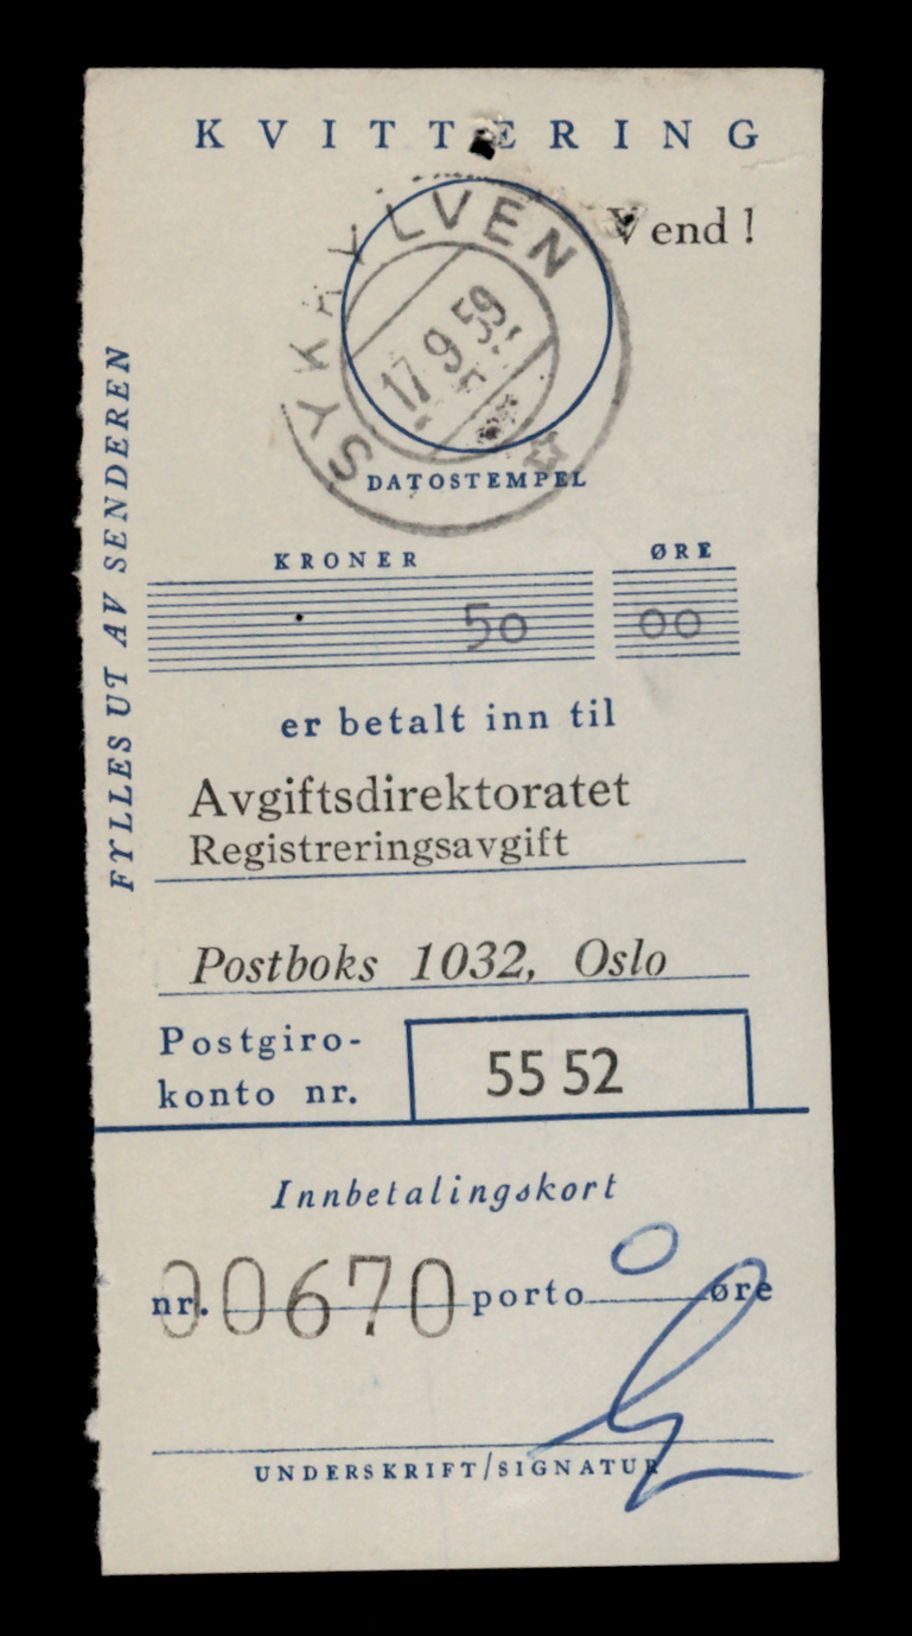 KVITTERING
Vend !
SYKKYLVEN
17 9 59
DATOSTEMPEL
KRONER ØRE
50 00
FYLLES UT AV SENDEREN
er betalt inn til
Avgiftsdirektoratet
Registreringsavgift
Postboks 1032, Oslo
Postgiro-
konto nr.
55 52
Innbetalingskort
nr. 00670 porto 0 øre
UNDERSKRIFT/SIGNATUR